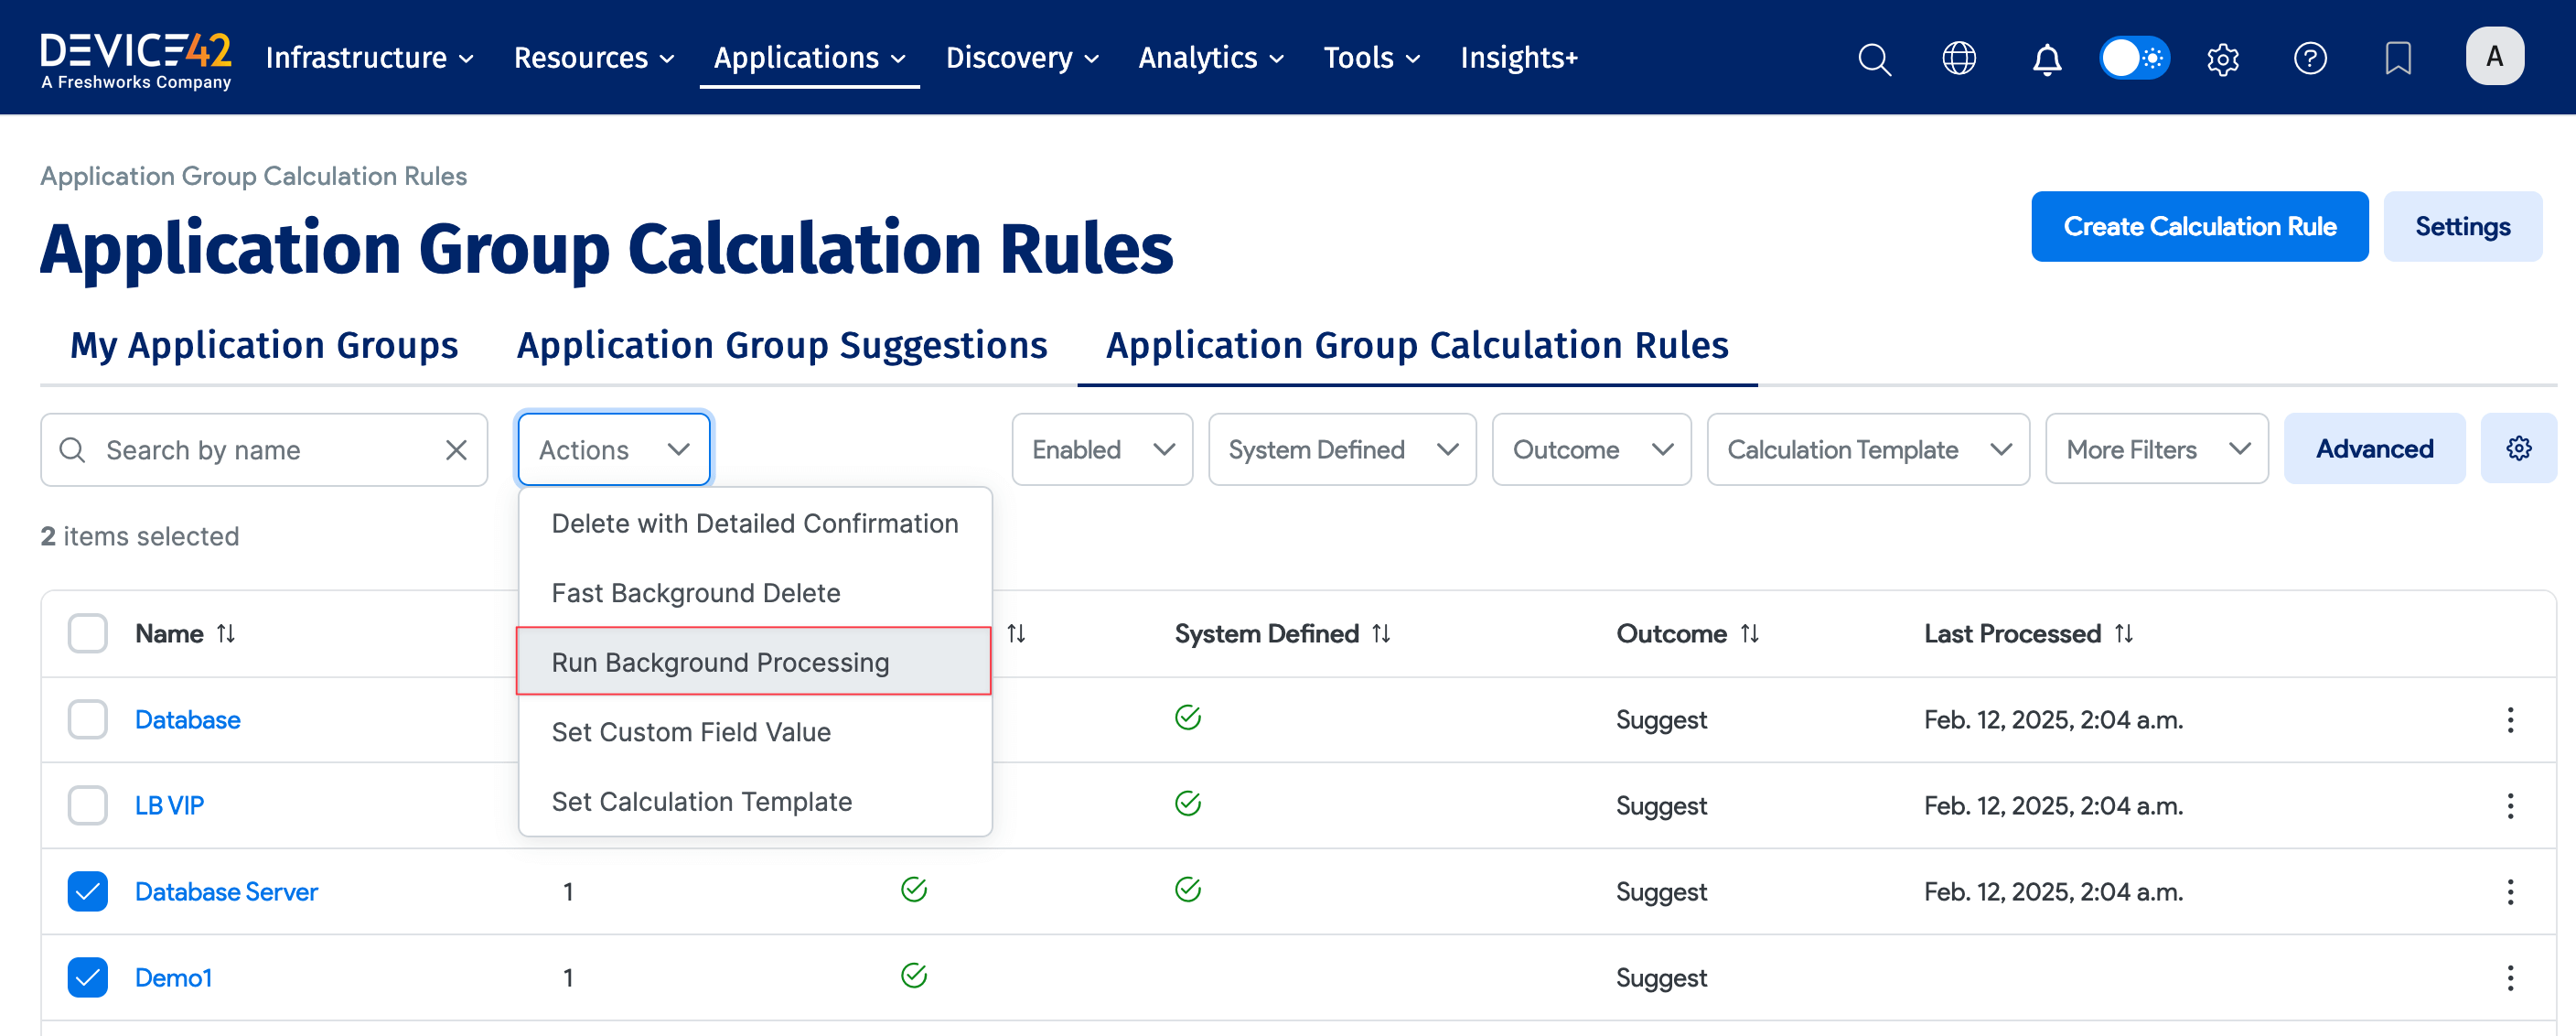 DEVICE42
A Freshworks Company
Infrastructure
Resources
Applications
Discovery
Analytics
Tools
Insights+
A
Application Group Calculation Rules
Application Group Calculation Rules
Create Calculation Rule
Settings
My Application Groups
Application Group Suggestions
Application Group Calculation Rules
Search by name
Actions
Enabled
System Defined
Outcome
Calculation Template
More Filters
Advanced
2 items selected
Delete with Detailed Confirmation
Fast Background Delete
Run Background Processing
Set Custom Field Value
Set Calculation Template
Name
System Defined
Outcome
Last Processed
Database
Suggest
Feb. 12, 2025, 2:04 a.m.
LB VIP
Suggest
Feb. 12, 2025, 2:04 a.m.
Database Server
1
Suggest
Feb. 12, 2025, 2:04 a.m.
Demo1
1
Suggest